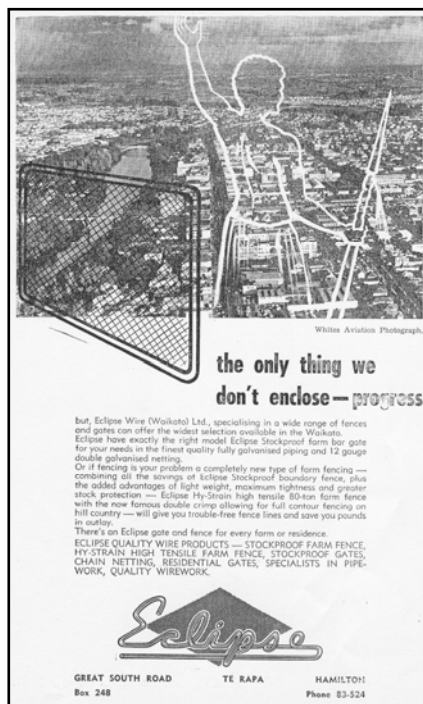 Whites Aviation Photograph.
the only thing we
don't enclose—progress
but, Eclipse Wire (Waikato) Ltd., specialising in a wide range of fences
and gates can offer the widest selection available in the Waikato.
Eclipse have exactly the right model Eclipse Stockproof farm bar gate
for your needs in the finest quality fully galvanised piping and 12 gauge
double galvanised netting.
Or if fencing is your problem a completely new type of farm fencing —
combining all the savings of Eclipse Stockproof boundary fence, plus
the added advantages of light weight, maximum tightness and greater
stock protection — Eclipse Hy-Strain high tensile 80-ton farm fence
with the now famous double crimp allowing for full contour fencing on
hill country — will give you trouble-free fence lines and save you pounds
in outlay.
There's an Eclipse gate and fence for every farm or residence.
ECLIPSE QUALITY WIRE PRODUCTS — STOCKPROOF FARM FENCE,
HY-STRAIN HIGH TENSILE FARM FENCE, STOCKPROOF GATES,
CHAIN NETTING, RESIDENTIAL GATES, SPECIALISTS IN PIPE-
WORK, QUALITY WIREWORK.
Eclipse
GREAT SOUTH ROAD TE RAPA HAMILTON
Box 248 Phone 83-524